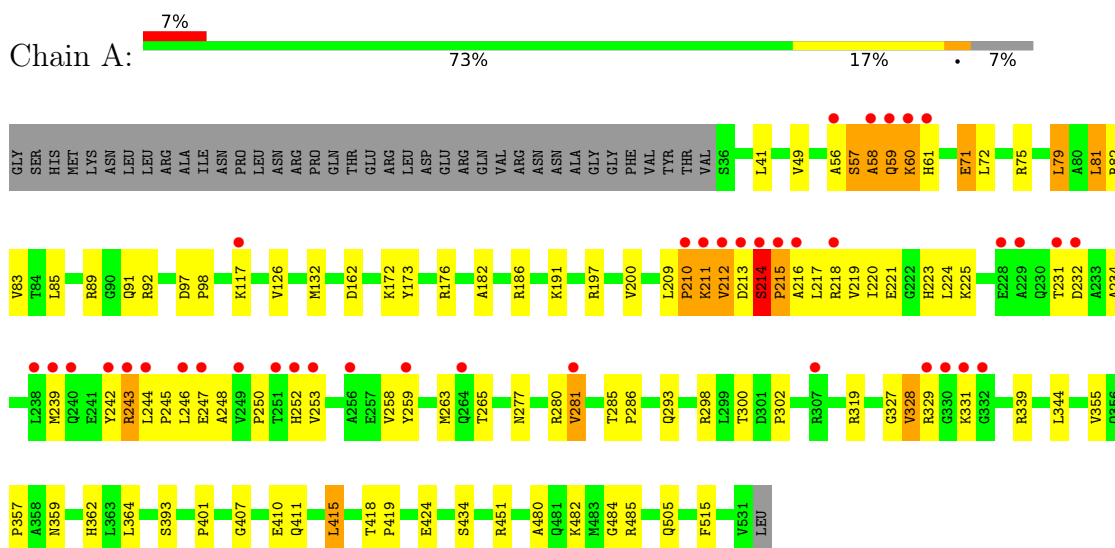 7%
Chain A:
73% 17% • 7%
GLY SER HIS MET LYS ASN LEU LEU ARG ALA ILE ASN PRO LEU ASN ARG PRO GLN THR GLU ARG LEU ASP GLU ARG GLN VAL ARG ASN ASN ALA GLY GLY PHE VAL TYR THR VAL S36 L41 V49 A56 S57 A58 Q59 K60 H61 E71 L72 R75 L79 A80 L81 R82
V83 T84 L85 R89 G90 Q91 R92 D97 P98 K117 V126 M132 D162 K172 Y173 R176 A182 R186 K191 R197 V200 L209 P210 K211 V212 D213 S214 P215 A216 L217 R218 V219 I220 E221 G222 H223 L224 K225 E228 A229 Q230 T231 D232 A233 A234
L238 M239 Q240 E241 Y242 R243 L244 P245 L246 E247 A248 V249 P250 T251 H252 V253 A256 E257 V258 Y259 M263 Q264 T265 N277 R280 V281 T285 P286 Q293 R298 L299 T300 D301 P302 R307 R319 G327 V328 R329 G330 K331 G332 R339 L344 V355
P357 A358 N359 H362 L363 L364 S393 P401 G407 E410 Q411 L415 T418 P419 E424 S434 R451 A480 Q481 K482 M483 G484 R485 Q505 F515 V531 LEU